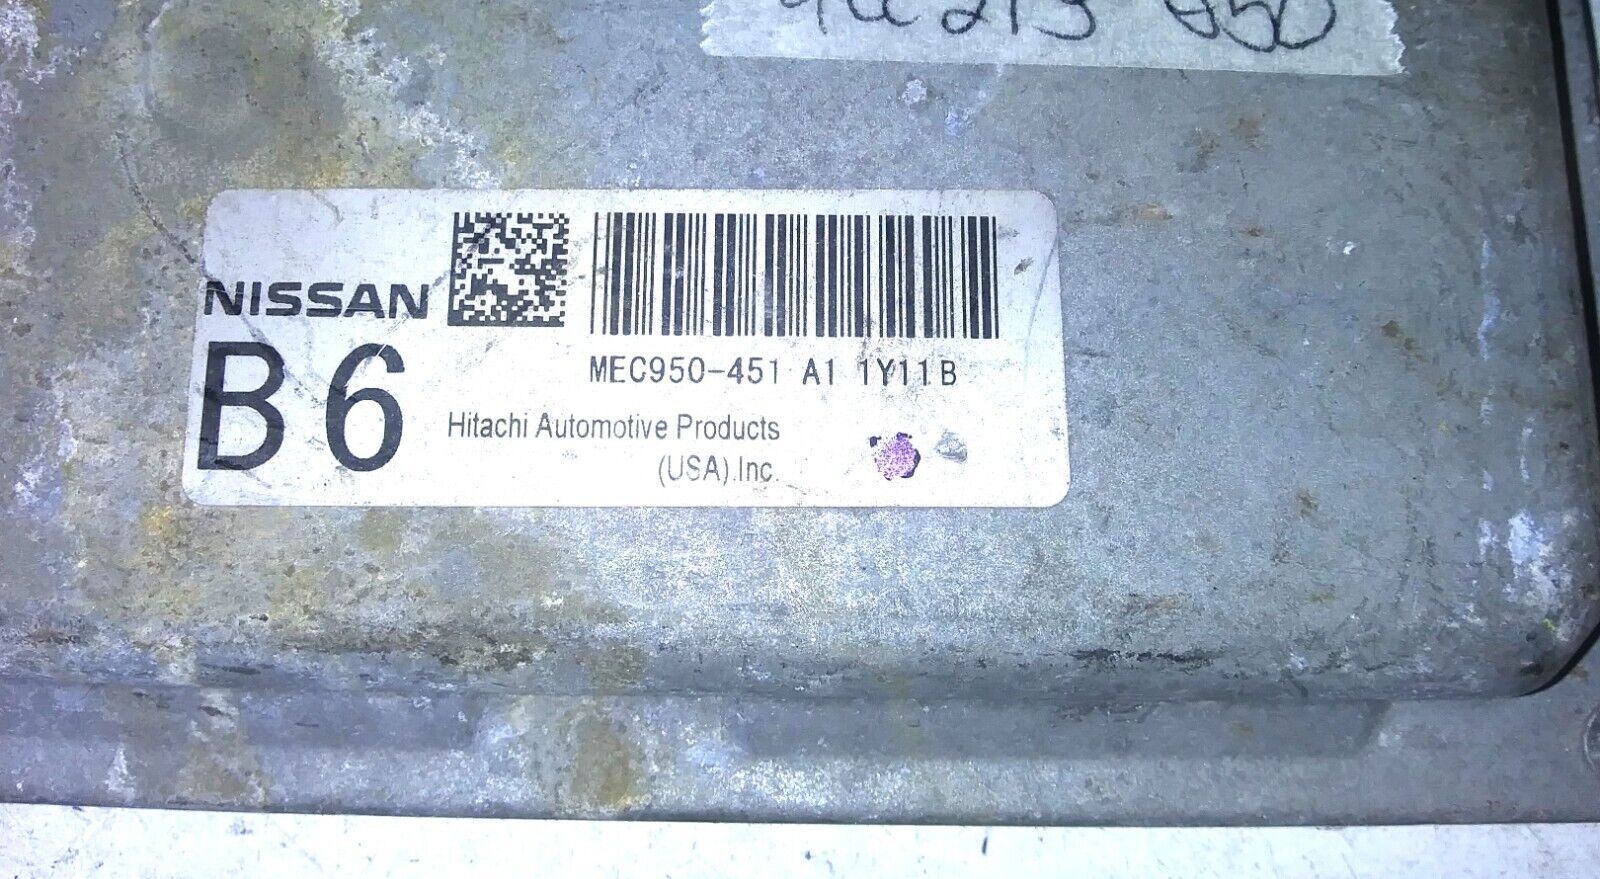 NISSAN
B6
MEC950-451 A1 1Y11B
Hitachi Automotive Products
(USA).Inc.